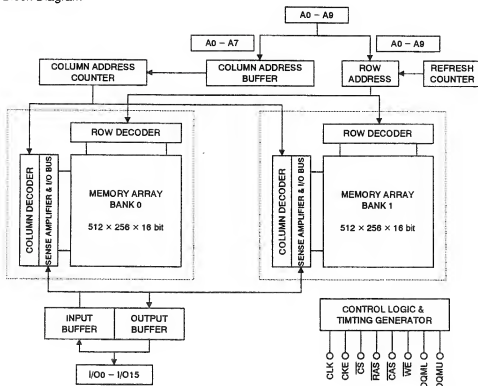 Block Diagram
A0 – A9
A0 – A7
A0 – A9
COLUMN ADDRESS
COUNTER
COLUMN ADDRESS
BUFFER
ROW
ADDRESS
REFRESH
COUNTER
ROW DECODER
ROW DECODER
COLUMN DECODER
SENSE AMPLIFIER & I/O BUS
MEMORY ARRAY
BANK 0
512 × 256 × 16 bit
COLUMN DECODER
SENSE AMPLIFIER & I/O BUS
MEMORY ARRAY
BANK 1
512 × 256 × 16 bit
INPUT
BUFFER
OUTPUT
BUFFER
I/O0 – I/O15
CONTROL LOGIC &
TIMTING GENERATOR
CLK
CKE
CS
RAS
CAS
WE
DQML
DQMU